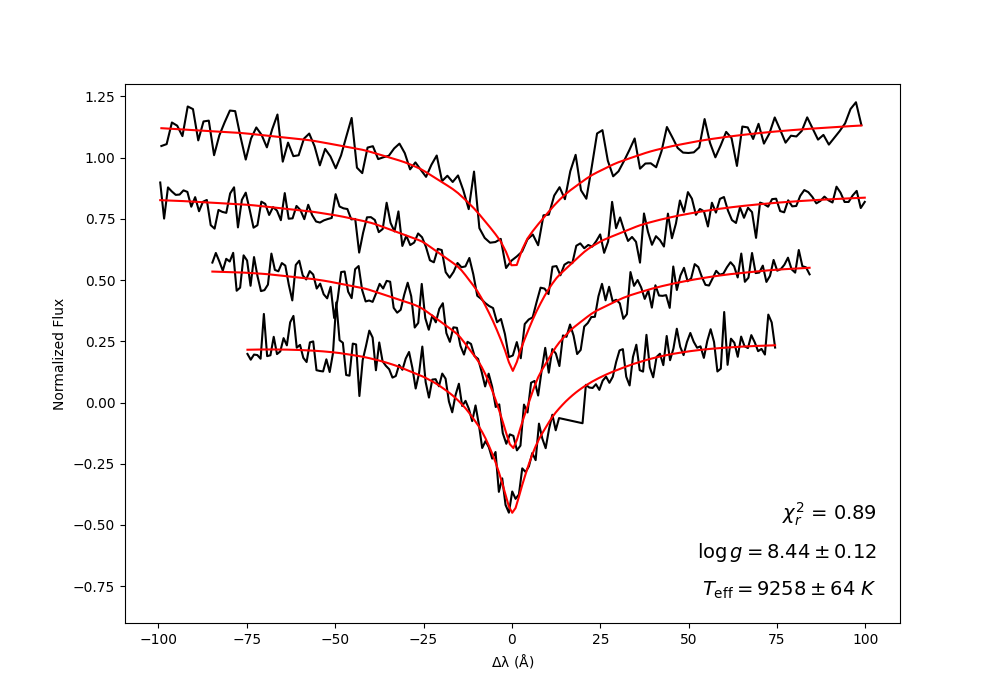 1.25
1.00
0.75
0.50
0.25
0.00
−0.25
−0.50
−0.75
Normalized Flux
χ²ᵣ = 0.89
log g = 8.44 ± 0.12
T_eff = 9258 ± 64 K
−100 −75 −50 −25 0 25 50 75 100
Δλ (Å)